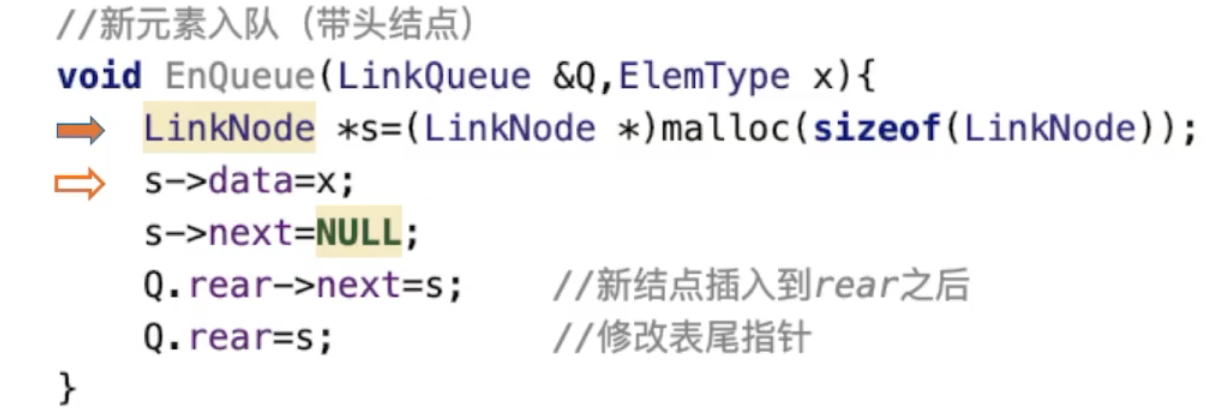 //新元素入队（带头结点）
void EnQueue(LinkQueue &Q,ElemType x){
LinkNode *s=(LinkNode *)malloc(sizeof(LinkNode));
s->data=x;
s->next=NULL;
Q.rear->next=s; //新结点插入到rear之后
Q.rear=s; //修改表尾指针
}